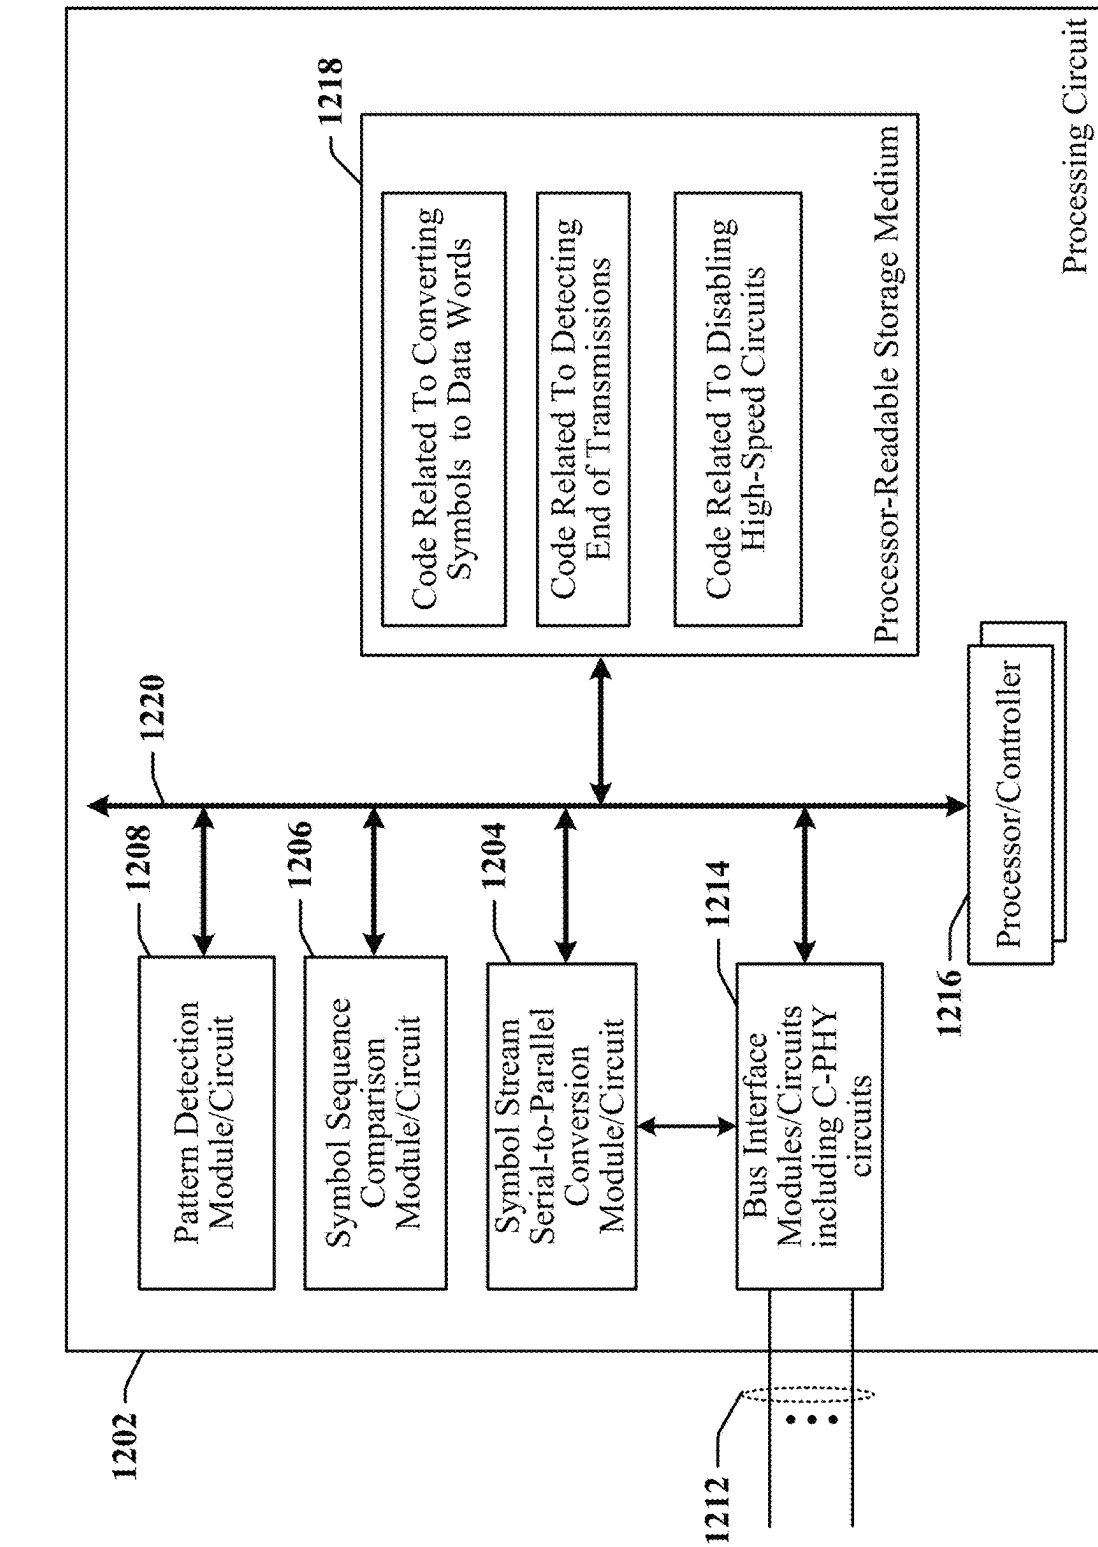 1202
1208
Pattern Detection
Module/Circuit
1206
Symbol Sequence
Comparison
Module/Circuit
1204
Symbol Stream
Serial-to-Parallel
Conversion
Module/Circuit
1214
Bus Interface
Modules/Circuits
including C-PHY
circuits
1212
1220
1216
Processor/Controller
1218
Code Related To Converting
Symbols to Data Words
Code Related To Detecting
End of Transmissions
Code Related To Disabling
High-Speed Circuits
Processor-Readable Storage Medium
Processing Circuit